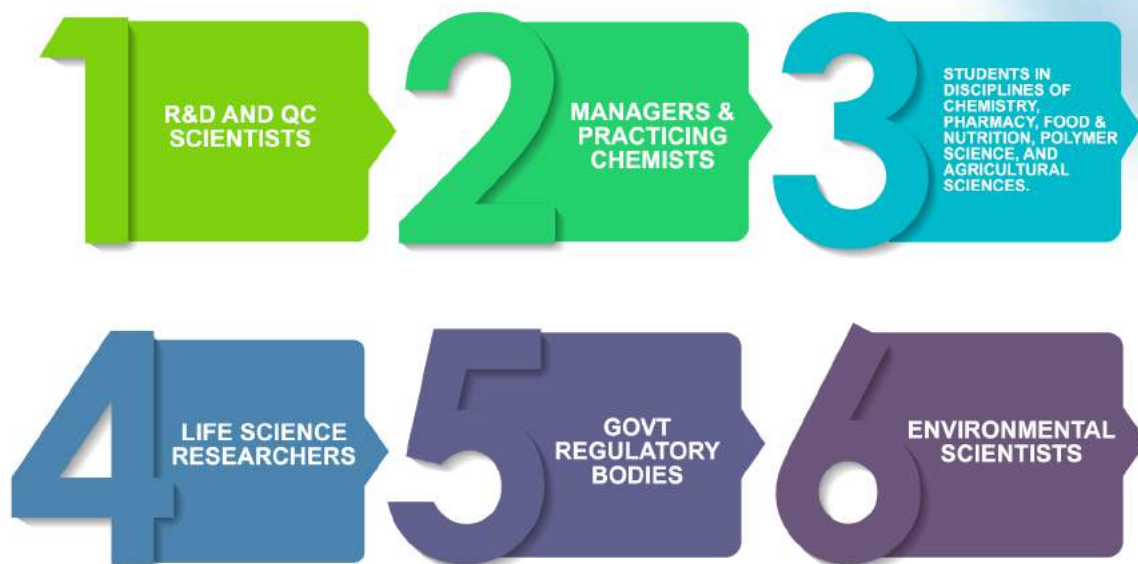 1
R&D AND QC
SCIENTISTS
2
MANAGERS &
PRACTICING
CHEMISTS
3
STUDENTS IN
DISCIPLINES OF
CHEMISTRY,
PHARMACY, FOOD &
NUTRITION, POLYMER
SCIENCE, AND
AGRICULTURAL
SCIENCES.
4
LIFE SCIENCE
RESEARCHERS
5
GOVT
REGULATORY
BODIES
6
ENVIRONMENTAL
SCIENTISTS